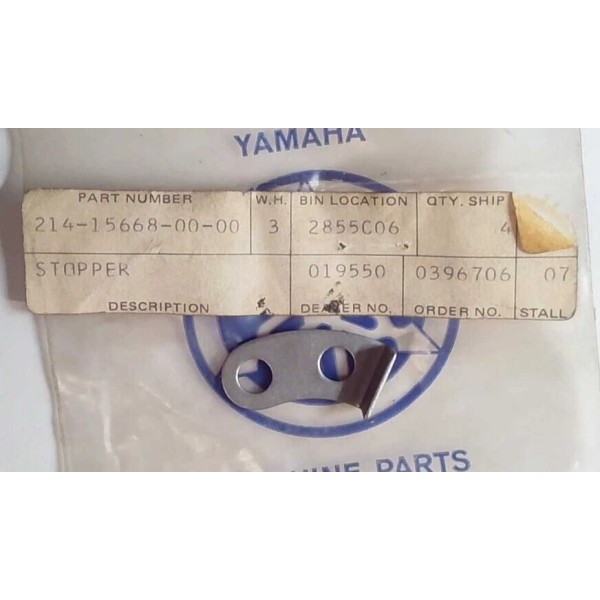 YAMAHA
PART NUMBER W.H. BIN LOCATION QTY. SHIP
214-15668-00-00 3 2855C06 4
STOPPER 019550 0396706 07
DESCRIPTION DEALER NO. ORDER NO. STALL
PARTS